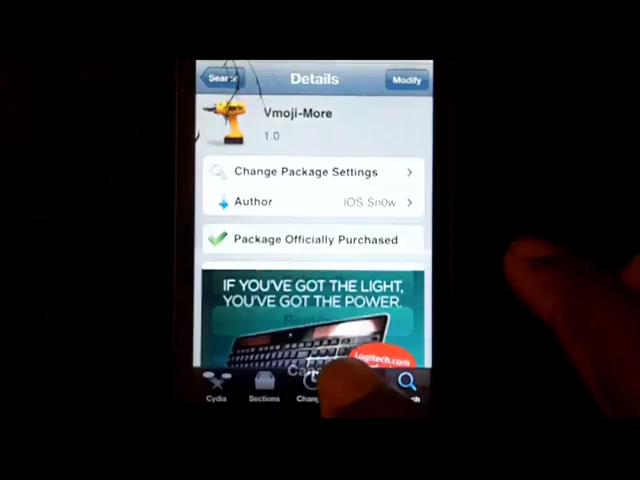 Search
Details
Modify
Vmoji-More
1.0
Change Package Settings
Author
iOS Sn0w
Package Officially Purchased
IF YOU'VE GOT THE LIGHT,
YOU'VE GOT THE POWER.
Logitech.com
Cydia
Sections